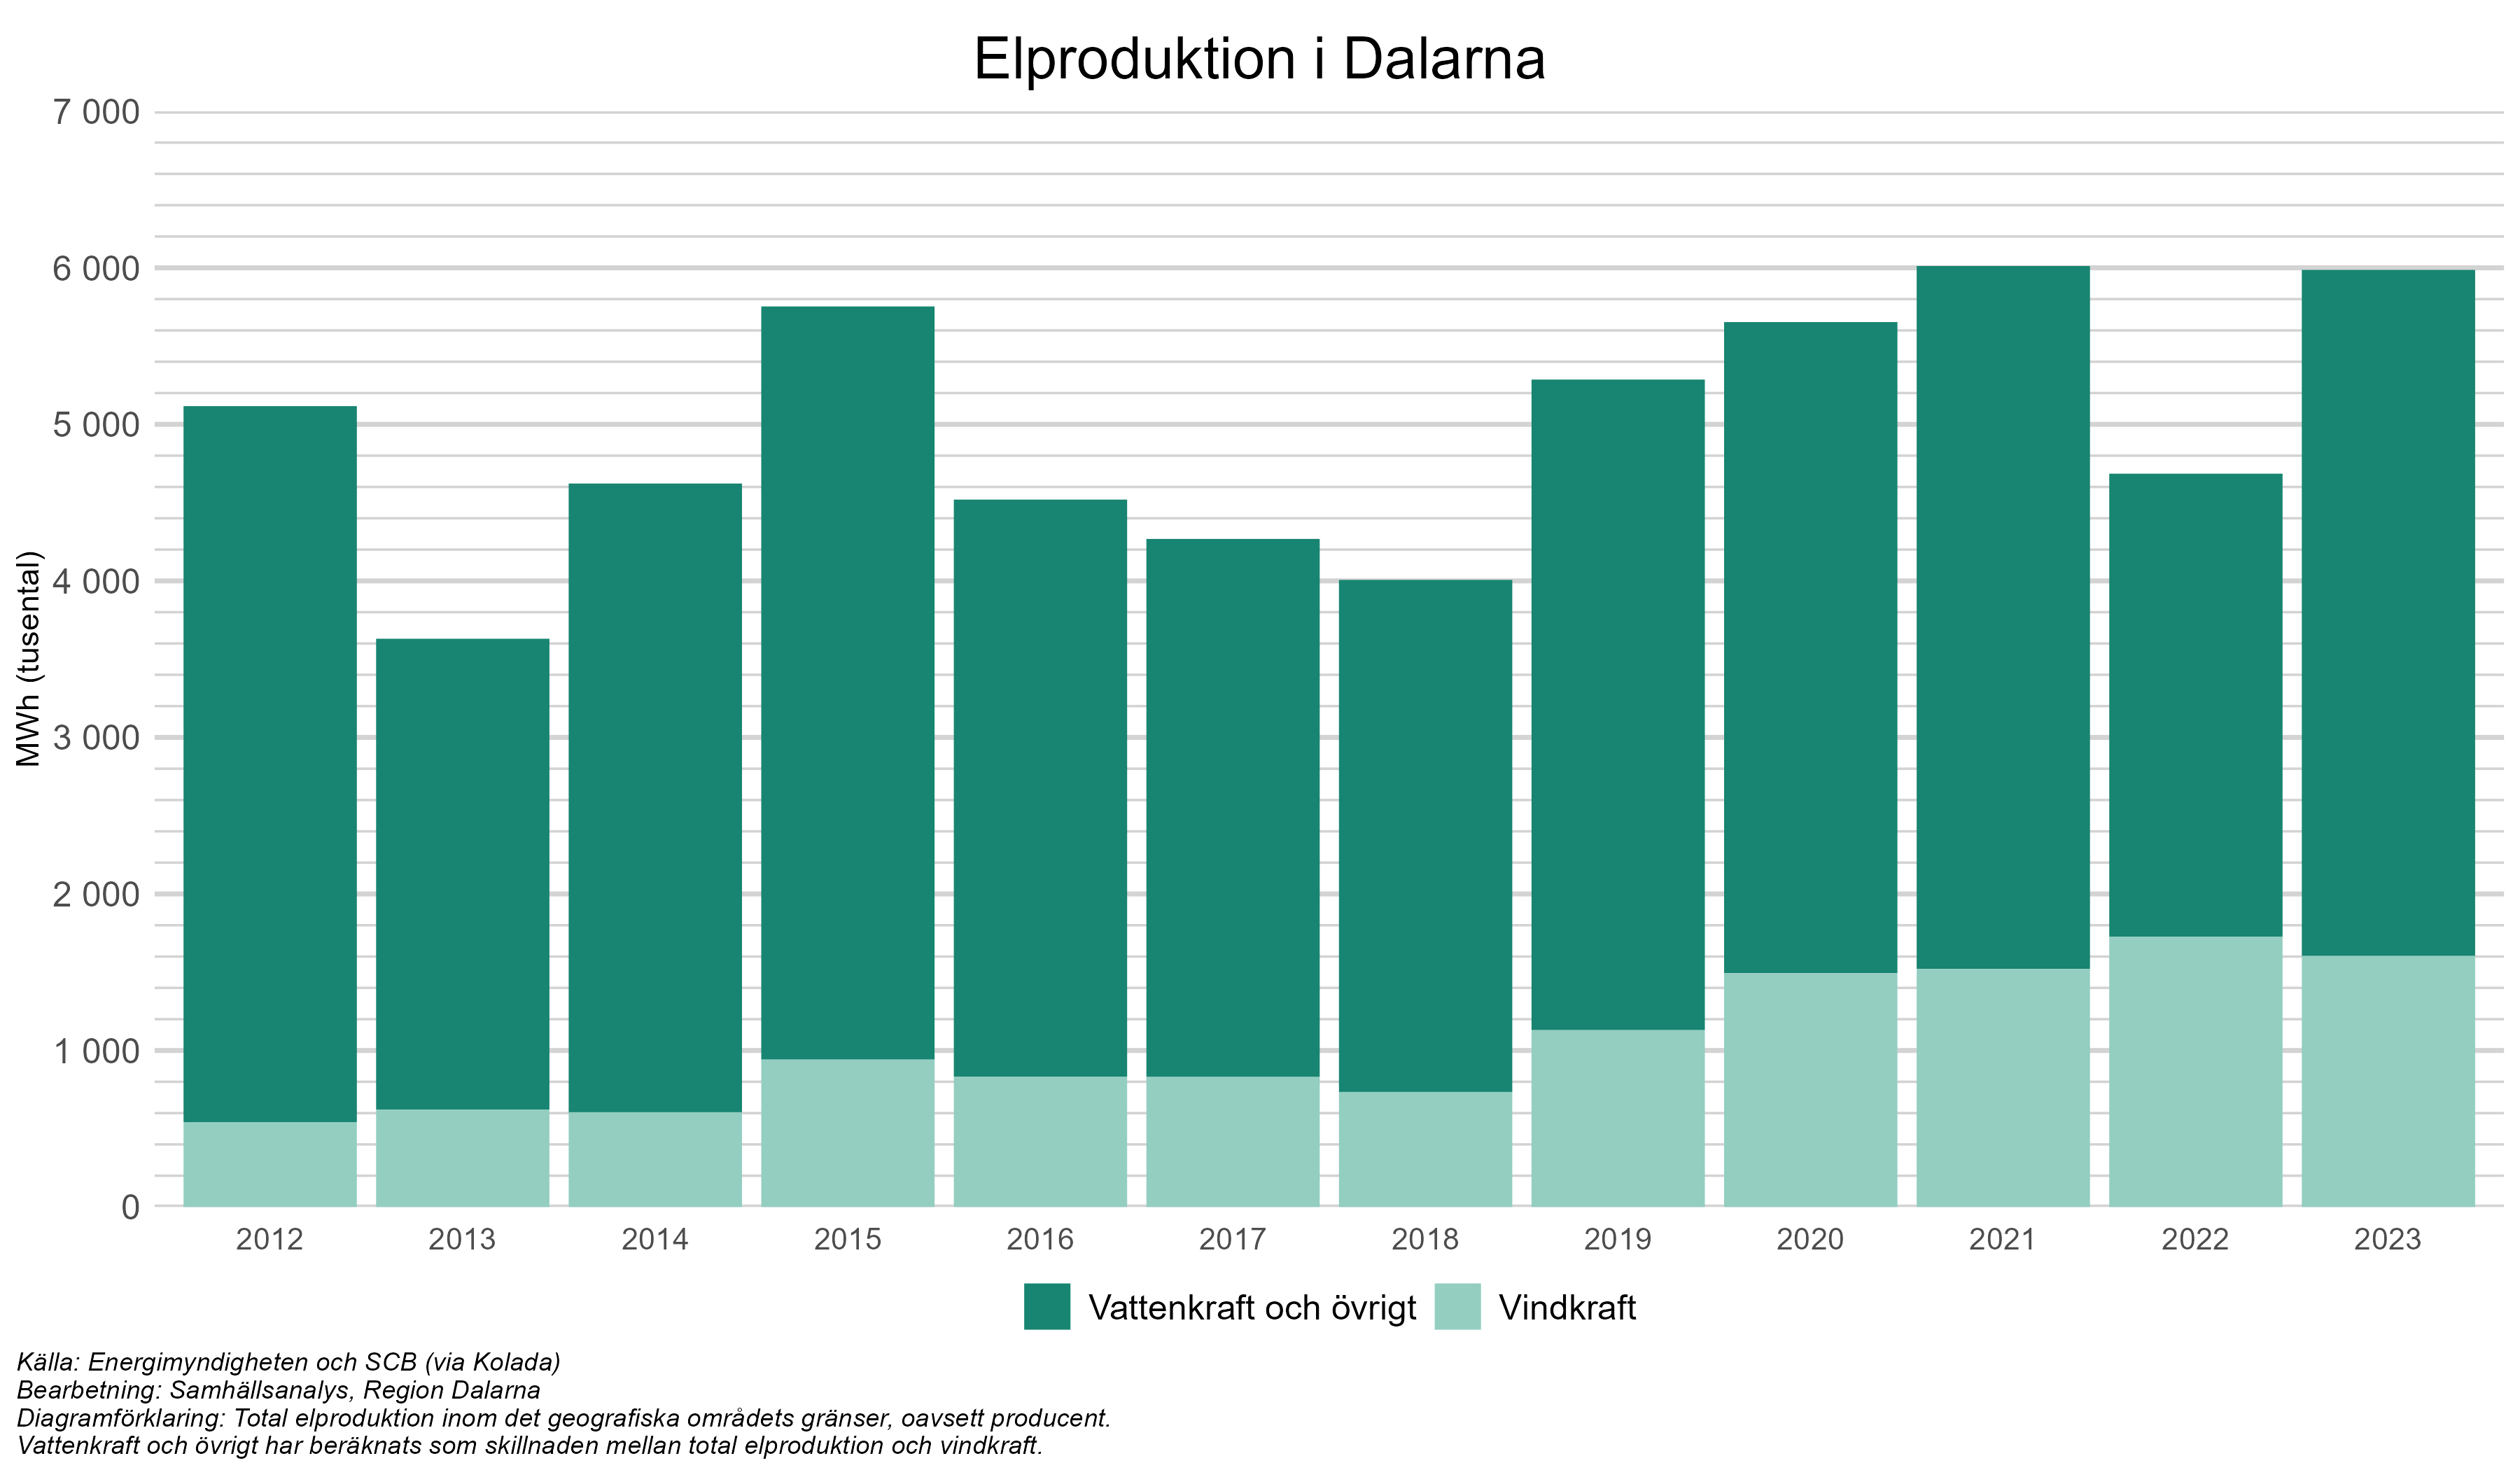 Elproduktion i Dalarna
7 000
6 000
5 000
4 000
3 000
2 000
1 000
0
MWh (tusental)
2012 2013 2014 2015 2016 2017 2018 2019 2020 2021 2022 2023
Vattenkraft och övrigt Vindkraft
Källa: Energimyndigheten och SCB (via Kolada)
Bearbetning: Samhällsanalys, Region Dalarna
Diagramförklaring: Total elproduktion inom det geografiska områdets gränser, oavsett producent.
Vattenkraft och övrigt har beräknats som skillnaden mellan total elproduktion och vindkraft.